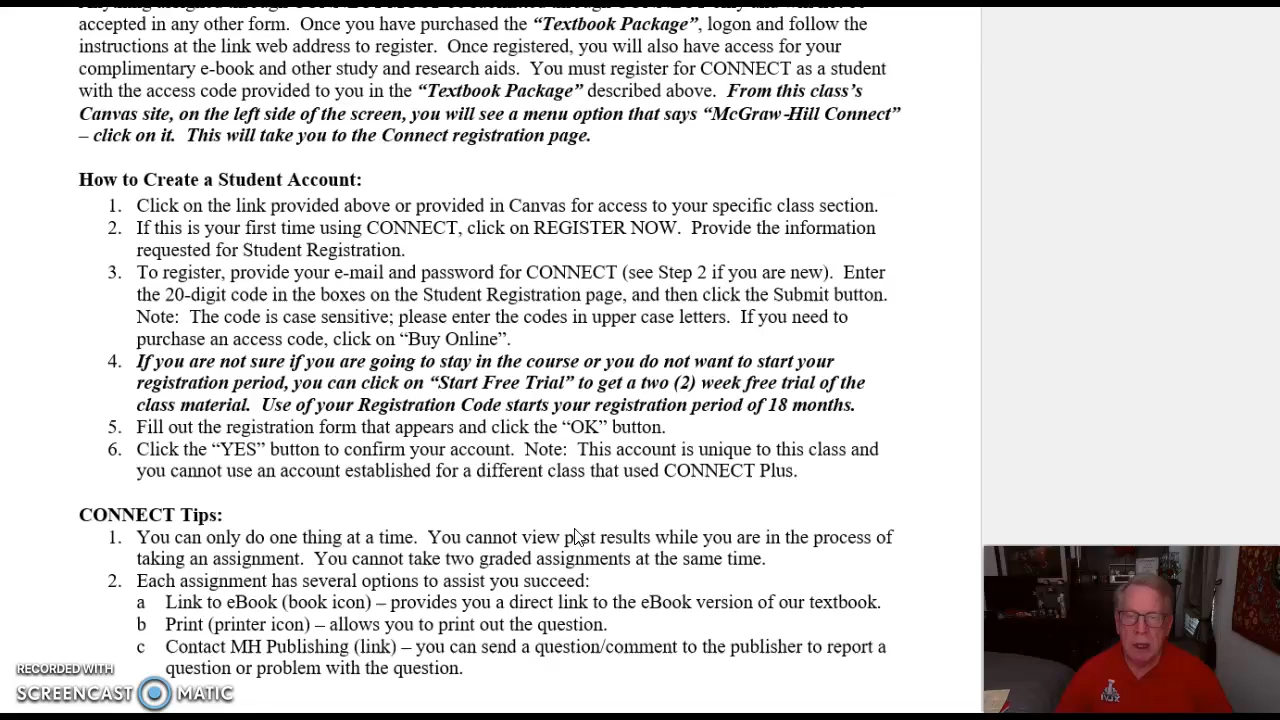 accepted in any other form. Once you have purchased the “Textbook Package”, logon and follow the
instructions at the link web address to register. Once registered, you will also have access for your
complimentary e-book and other study and research aids. You must register for CONNECT as a student
with the access code provided to you in the “Textbook Package” described above. From this class’s
Canvas site, on the left side of the screen, you will see a menu option that says “McGraw-Hill Connect”
– click on it. This will take you to the Connect registration page.
How to Create a Student Account:
1. Click on the link provided above or provided in Canvas for access to your specific class section.
2. If this is your first time using CONNECT, click on REGISTER NOW. Provide the information
requested for Student Registration.
3. To register, provide your e-mail and password for CONNECT (see Step 2 if you are new). Enter
the 20-digit code in the boxes on the Student Registration page, and then click the Submit button.
Note: The code is case sensitive; please enter the codes in upper case letters. If you need to
purchase an access code, click on “Buy Online”.
4. If you are not sure if you are going to stay in the course or you do not want to start your
registration period, you can click on “Start Free Trial” to get a two (2) week free trial of the
class material. Use of your Registration Code starts your registration period of 18 months.
5. Fill out the registration form that appears and click the “OK” button.
6. Click the “YES” button to confirm your account. Note: This account is unique to this class and
you cannot use an account established for a different class that used CONNECT Plus.
CONNECT Tips:
1. You can only do one thing at a time. You cannot view past results while you are in the process of
taking an assignment. You cannot take two graded assignments at the same time.
2. Each assignment has several options to assist you succeed:
a Link to eBook (book icon) – provides you a direct link to the eBook version of our textbook.
b Print (printer icon) – allows you to print out the question.
c Contact MH Publishing (link) – you can send a question/comment to the publisher to report a
question or problem with the question.
RECORDED WITH
SCREENCAST MATIC